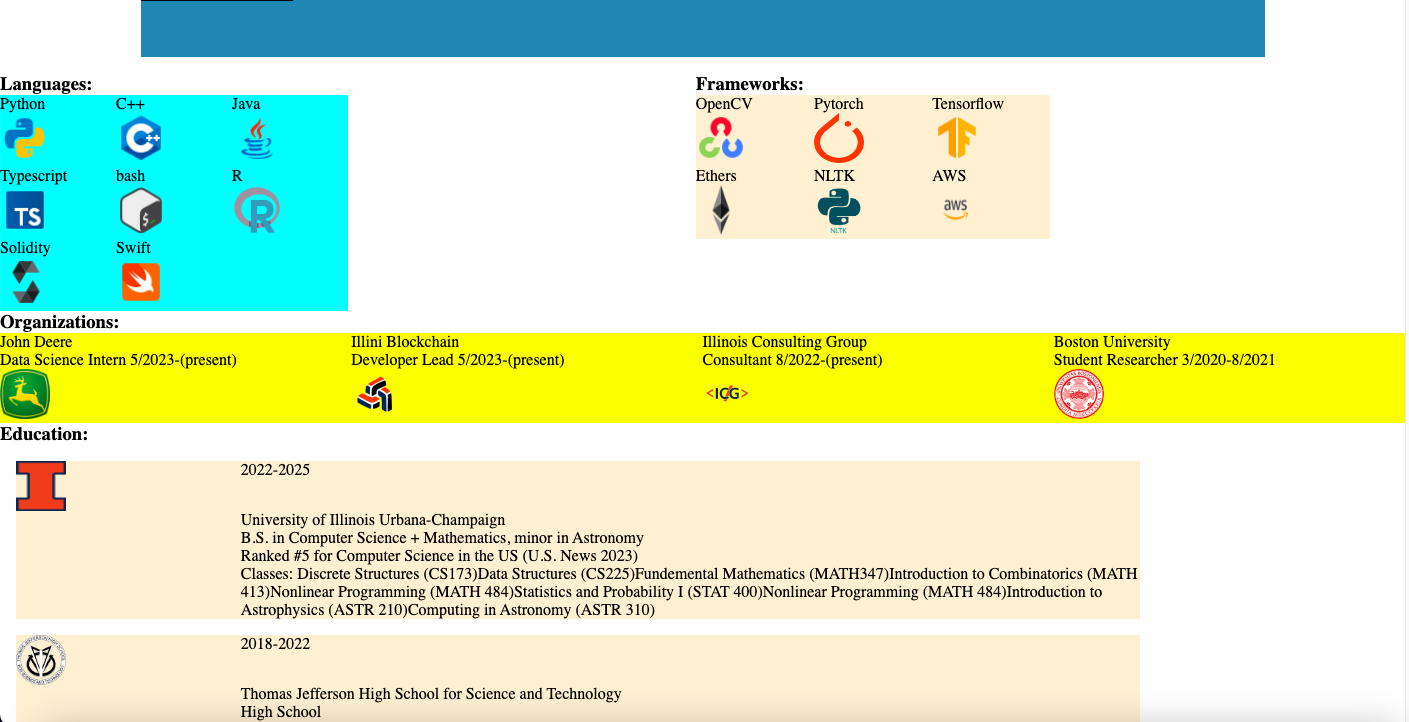 Languages:
Python C++ Java
Typescript bash R
TS
Solidity Swift
Frameworks:
OpenCV Pytorch Tensorflow
Ethers NLTK AWS
NLTK aws
Organizations:
John Deere
Data Science Intern 5/2023-(present)
Illini Blockchain
Developer Lead 5/2023-(present)
Illinois Consulting Group
Consultant 8/2022-(present)
<ICG>
Boston University
Student Researcher 3/2020-8/2021
Education:
2022-2025
University of Illinois Urbana-Champaign
B.S. in Computer Science + Mathematics, minor in Astronomy
Ranked #5 for Computer Science in the US (U.S. News 2023)
Classes: Discrete Structures (CS173)Data Structures (CS225)Fundemental Mathematics (MATH347)Introduction to Combinatorics (MATH
413)Nonlinear Programming (MATH 484)Statistics and Probability I (STAT 400)Nonlinear Programming (MATH 484)Introduction to
Astrophysics (ASTR 210)Computing in Astronomy (ASTR 310)
2018-2022
Thomas Jefferson High School for Science and Technology
High School